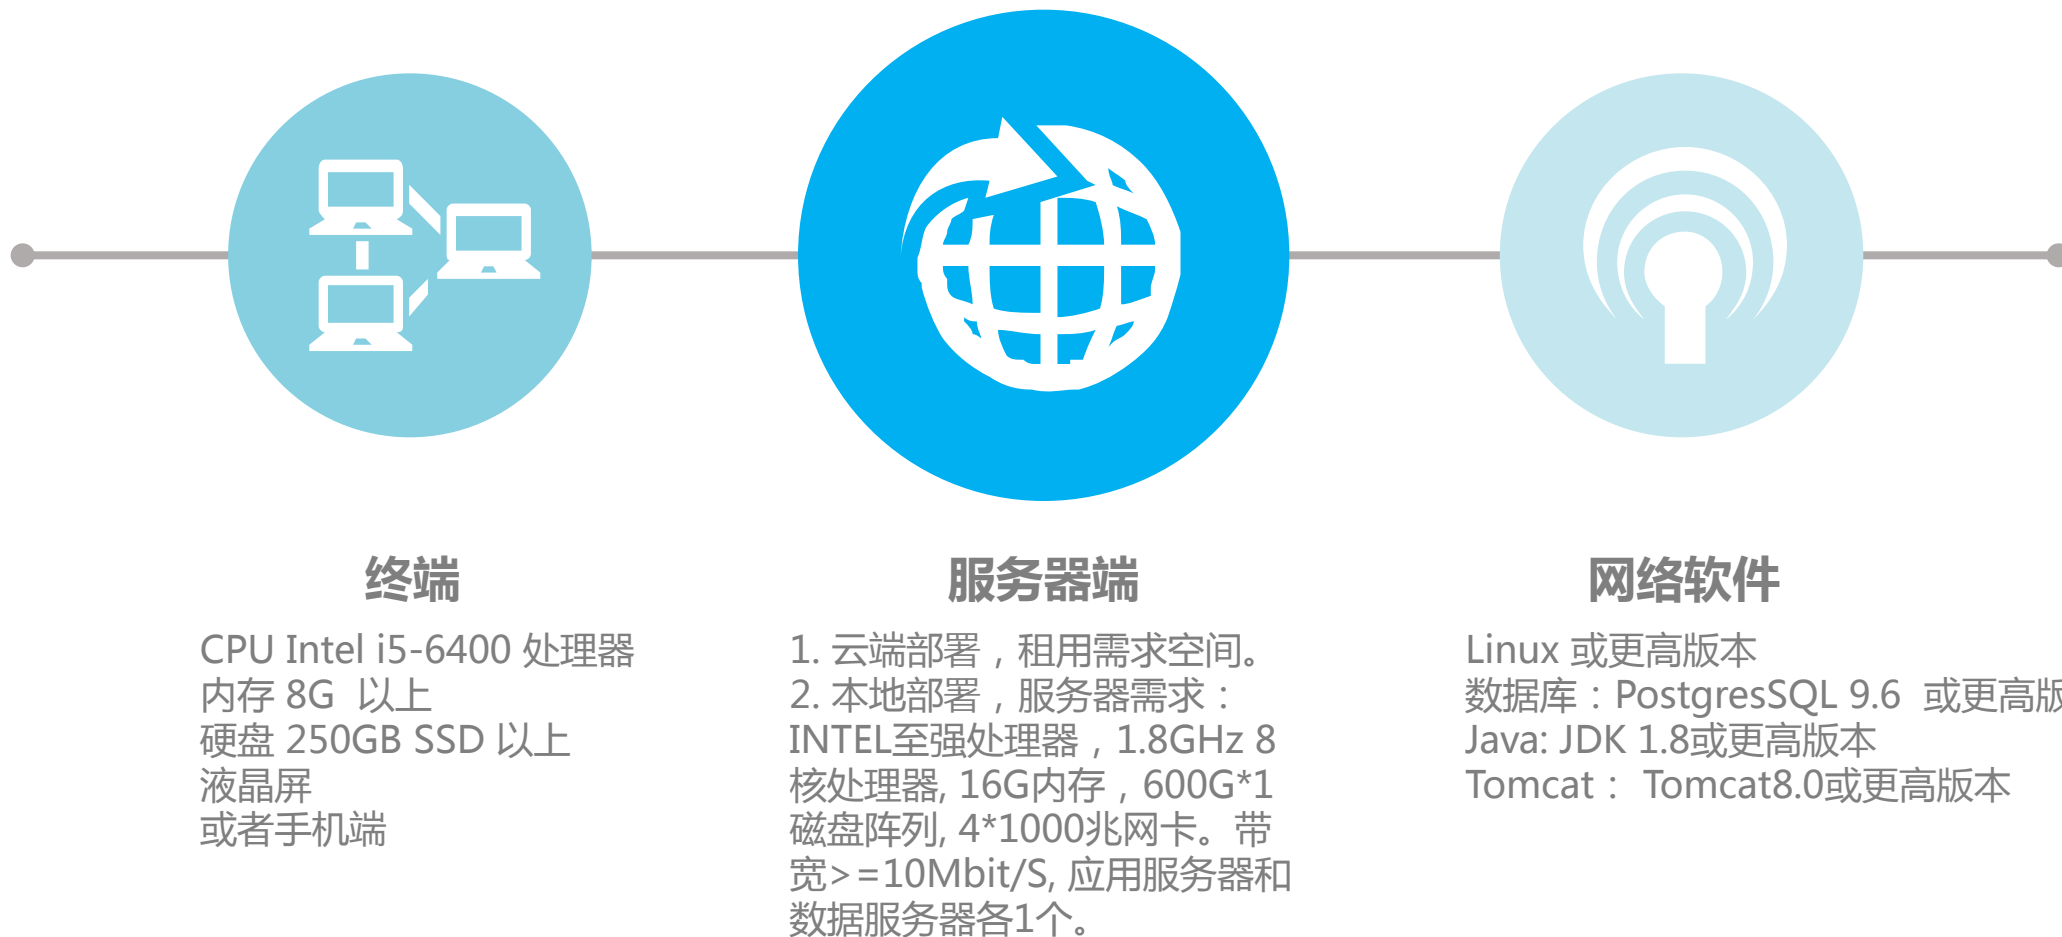 终端
CPU Intel i5-6400 处理器
内存 8G 以上
硬盘 250GB SSD 以上
液晶屏
或者手机端
服务器端
1. 云端部署，租用需求空间。
2. 本地部署，服务器需求：
INTEL至强处理器，1.8GHz 8
核处理器, 16G内存，600G*1
磁盘阵列, 4*1000兆网卡。带
宽>=10Mbit/S, 应用服务器和
数据服务器各1个。
网络软件
Linux 或更高版本
数据库：PostgresSQL 9.6 或更高版
Java: JDK 1.8或更高版本
Tomcat： Tomcat8.0或更高版本